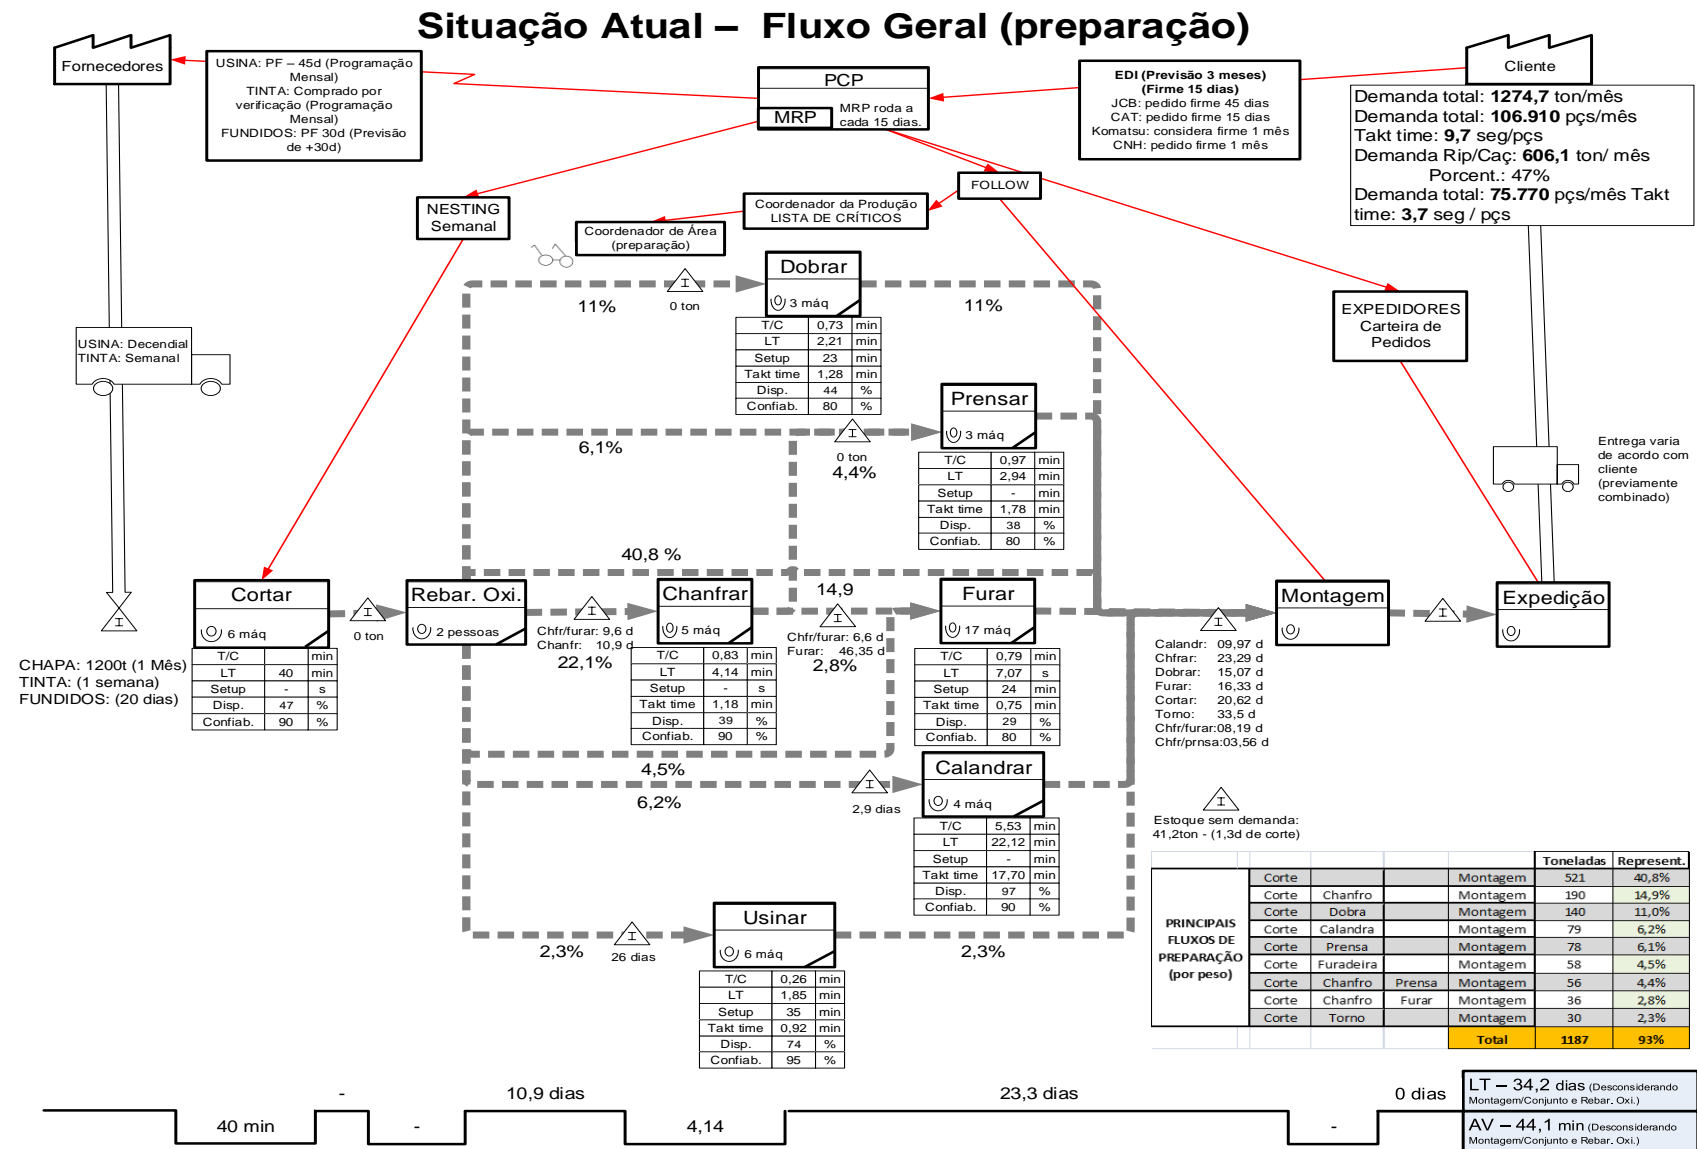 Situação Atual – Fluxo Geral (preparação)
Fornecedores
USINA: PF – 45d (Programação
Mensal)
TINTA: Comprado por
verificação (Programação
Mensal)
FUNDIDOS: PF 30d (Previsão
de +30d)
PCP
MRP
MRP roda a
cada 15 dias.
EDI (Previsão 3 meses)
(Firme 15 dias)
JCB: pedido firme 45 dias
CAT: pedido firme 15 dias
Komatsu: considera firme 1 mês
CNH: pedido firme 1 mês
Cliente
Demanda total: 1274,7 ton/mês
Demanda total: 106.910 pçs/mês
Takt time: 9,7 seg/pçs
Demanda Rip/Caç: 606,1 ton/ mês
Porcent.: 47%
Demanda total: 75.770 pçs/mês Takt
time: 3,7 seg / pçs
NESTING
Semanal
FOLLOW
Coordenador da Produção
LISTA DE CRÍTICOS
Coordenador de Área
(preparação)
EXPEDIDORES
Carteira de
Pedidos
USINA: Decendial
TINTA: Semanal
Entrega varia
de acordo com
cliente
(previamente
combinado)
11%
I
0 ton
Dobrar
3 máq
11%
T/C 0,73 min
LT 2,21 min
Setup 23 min
Takt time 1,28 min
Disp. 44 %
Confiab. 80 %
6,1%
I
0 ton
4,4%
Prensar
3 máq
T/C 0,97 min
LT 2,94 min
Setup - min
Takt time 1,78 min
Disp. 38 %
Confiab. 80 %
40,8 %
I
CHAPA: 1200t (1 Mês)
TINTA: (1 semana)
FUNDIDOS: (20 dias)
Cortar
6 máq
T/C min
LT 40 min
Setup - s
Disp. 47 %
Confiab. 90 %
I
0 ton
Rebar. Oxi.
2 pessoas
I
Chfr/furar: 9,6 d
Chanfr: 10,9 d
22,1%
Chanfrar
5 máq
T/C 0,83 min
LT 4,14 min
Setup - s
Takt time 1,18 min
Disp. 39 %
Confiab. 90 %
14,9
I
Chfr/furar: 6,6 d
Furar: 46,35 d
2,8%
Furar
17 máq
T/C 0,79 min
LT 7,07 s
Setup 24 min
Takt time 0,75 min
Disp. 29 %
Confiab. 80 %
I
Calandr: 09,97 d
Chfrar: 23,29 d
Dobrar: 15,07 d
Furar: 16,33 d
Cortar: 20,62 d
Torno: 33,5 d
Chfr/furar:08,19 d
Chfr/prnsa:03,56 d
Montagem
I
Expedição
4,5%
6,2%
I
2,9 dias
Calandrar
4 máq
T/C 5,53 min
LT 22,12 min
Setup - min
Takt time 17,70 min
Disp. 97 %
Confiab. 90 %
I
Estoque sem demanda:
41,2ton - (1,3d de corte)
2,3%
I
26 dias
Usinar
6 máq
2,3%
T/C 0,26 min
LT 1,85 min
Setup 35 min
Takt time 0,92 min
Disp. 74 %
Confiab. 95 %
Toneladas Represent.
PRINCIPAIS
FLUXOS DE
PREPARAÇÃO
(por peso)
Corte Montagem 521 40,8%
Corte Chanfro Montagem 190 14,9%
Corte Dobra Montagem 140 11,0%
Corte Calandra Montagem 79 6,2%
Corte Prensa Montagem 78 6,1%
Corte Furadeira Montagem 58 4,5%
Corte Chanfro Prensa Montagem 56 4,4%
Corte Chanfro Furar Montagem 36 2,8%
Corte Torno Montagem 30 2,3%
Total 1187 93%
- 10,9 dias 23,3 dias 0 dias
40 min - 4,14 -
LT – 34,2 dias (Desconsiderando
Montagem/Conjunto e Rebar. Oxi.)
AV – 44,1 min (Desconsiderando
Montagem/Conjunto e Rebar. Oxi.)